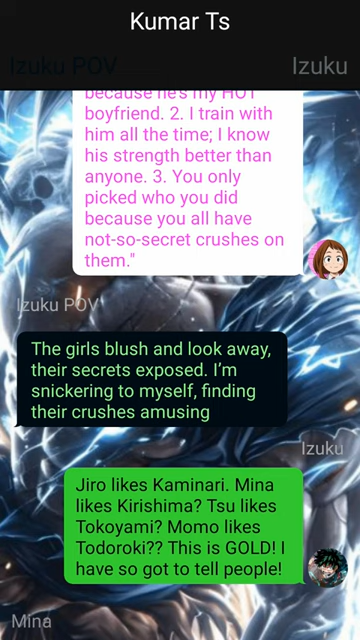 Kumar Ts
Izuku POV
Izuku
because he's my HOT
boyfriend. 2. I train with
him all the time; I know
his strength better than
anyone. 3. You only
picked who you did
because you all have
not-so-secret crushes on
them."
Izuku POV
The girls blush and look away,
their secrets exposed. I'm
snickering to myself, finding
their crushes amusing
Izuku
Jiro likes Kaminari. Mina
likes Kirishima? Tsu likes
Tokoyami? Momo likes
Todoroki?? This is GOLD! I
have so got to tell people!
Mina